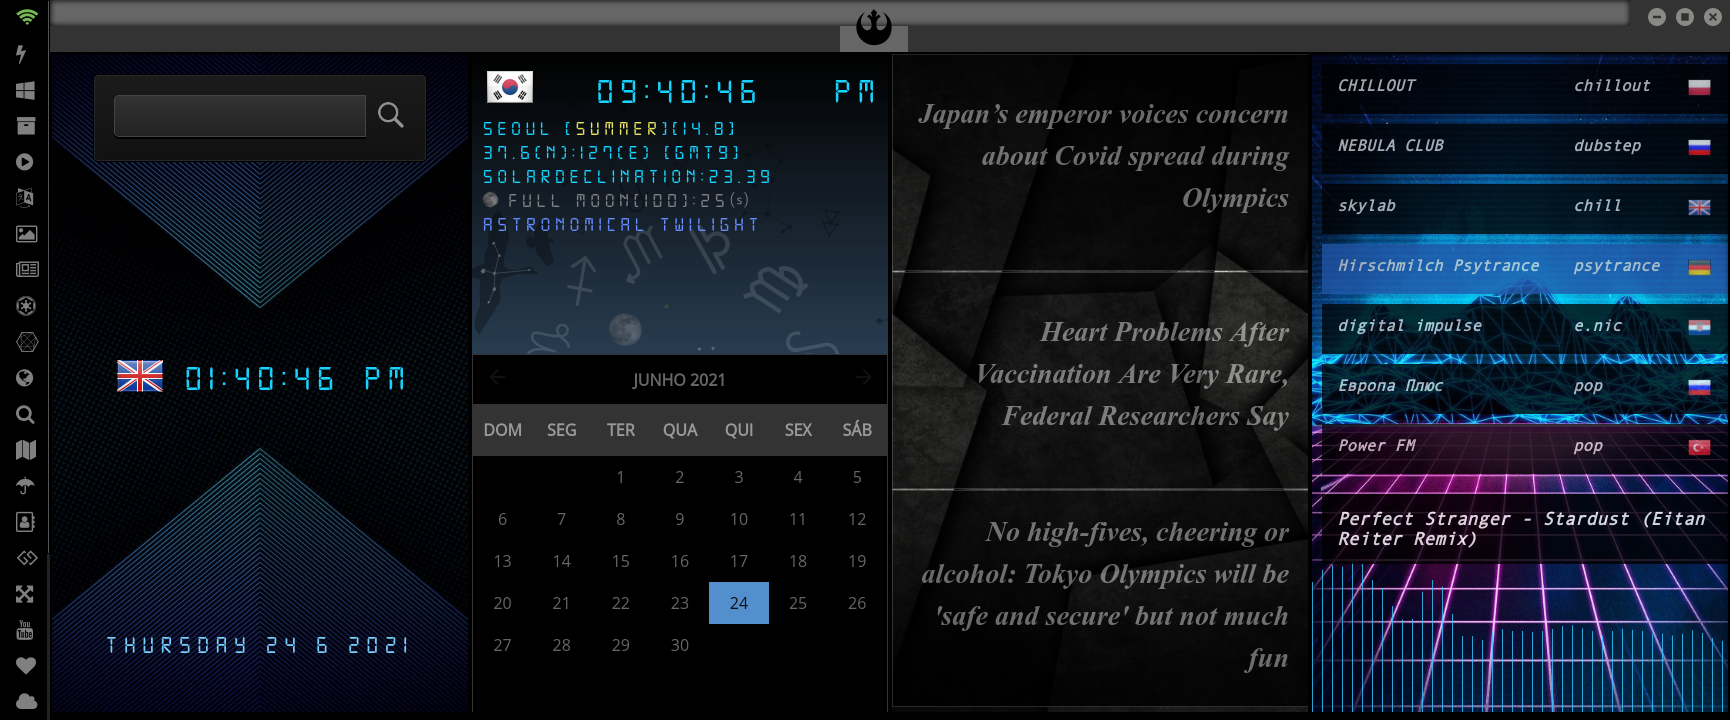 01:40:46 PM
THURSDAY 24 6 2021
09:40:46 PM
SEOUL [SUMMER][14.8]
37.6(N):127(E) [GMT9]
SOLARDECLINATION:23.39
FULL MOON(100):25(s)
ASTRONOMICAL TWILIGHT
JUNHO 2021
DOM SEG TER QUA QUI SEX SÁB
1 2 3 4 5
6 7 8 9 10 11 12
13 14 15 16 17 18 19
20 21 22 23 24 25 26
27 28 29 30
Japan’s emperor voices concern
about Covid spread during
Olympics
Heart Problems After
Vaccination Are Very Rare,
Federal Researchers Say
No high-fives, cheering or
alcohol: Tokyo Olympics will be
'safe and secure' but not much
fun
CHILLOUT chillout
NEBULA CLUB dubstep
skylab chill
Hirschmilch Psytrance psytrance
digital impulse e.nic
Европа Плюс pop
Power FM pop
Perfect Stranger - Stardust (Eitan
Reiter Remix)
You
Tube